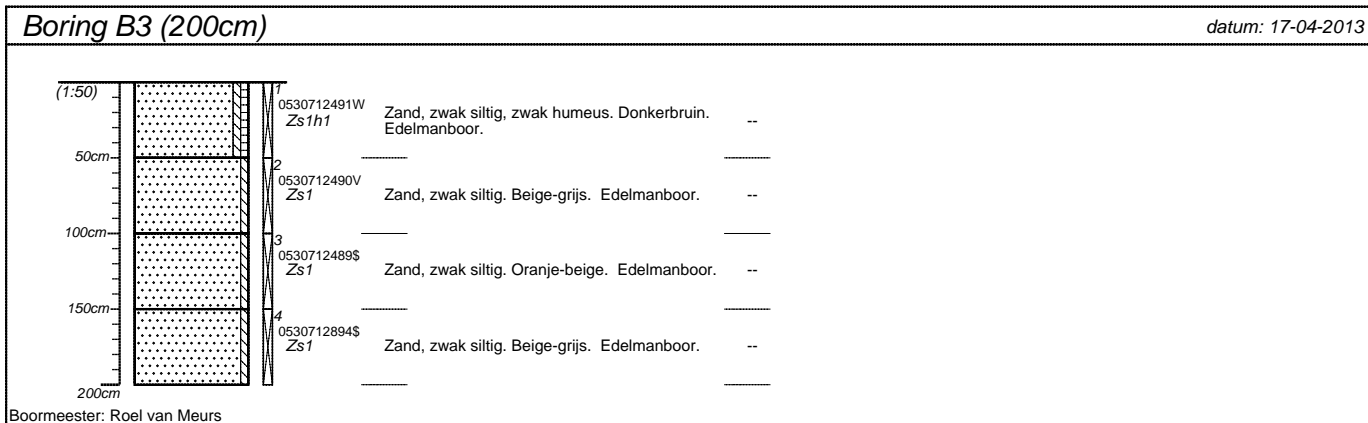 Boring B3 (200cm)
datum: 17-04-2013
(1:50)
1
0530712491W
Zs1h1
Zand, zwak siltig, zwak humeus. Donkerbruin.
Edelmanboor.
--
50cm
2
0530712490V
Zs1
Zand, zwak siltig. Beige-grijs. Edelmanboor.
--
100cm
3
0530712489$
Zs1
Zand, zwak siltig. Oranje-beige. Edelmanboor.
--
150cm
4
0530712894$
Zs1
Zand, zwak siltig. Beige-grijs. Edelmanboor.
--
200cm
Boormeester: Roel van Meurs